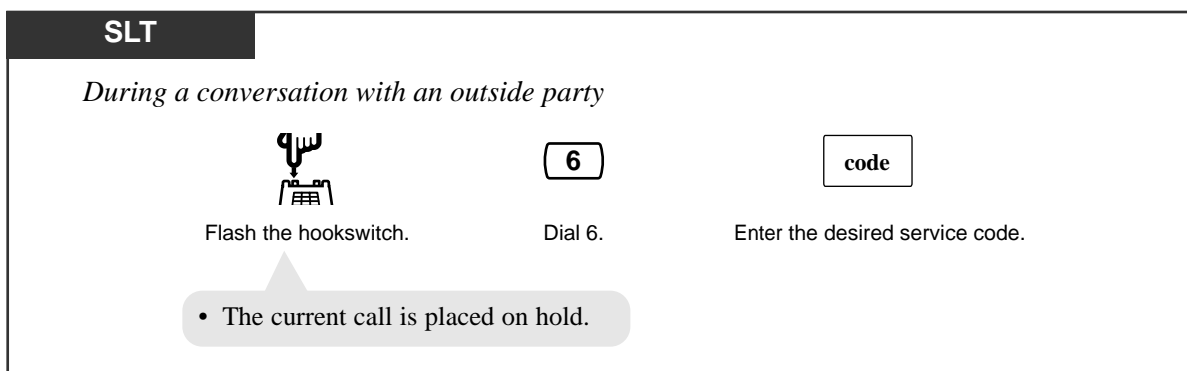 SLT
During a conversation with an outside party
6
code
Flash the hookswitch.
Dial 6.
Enter the desired service code.
• The current call is placed on hold.